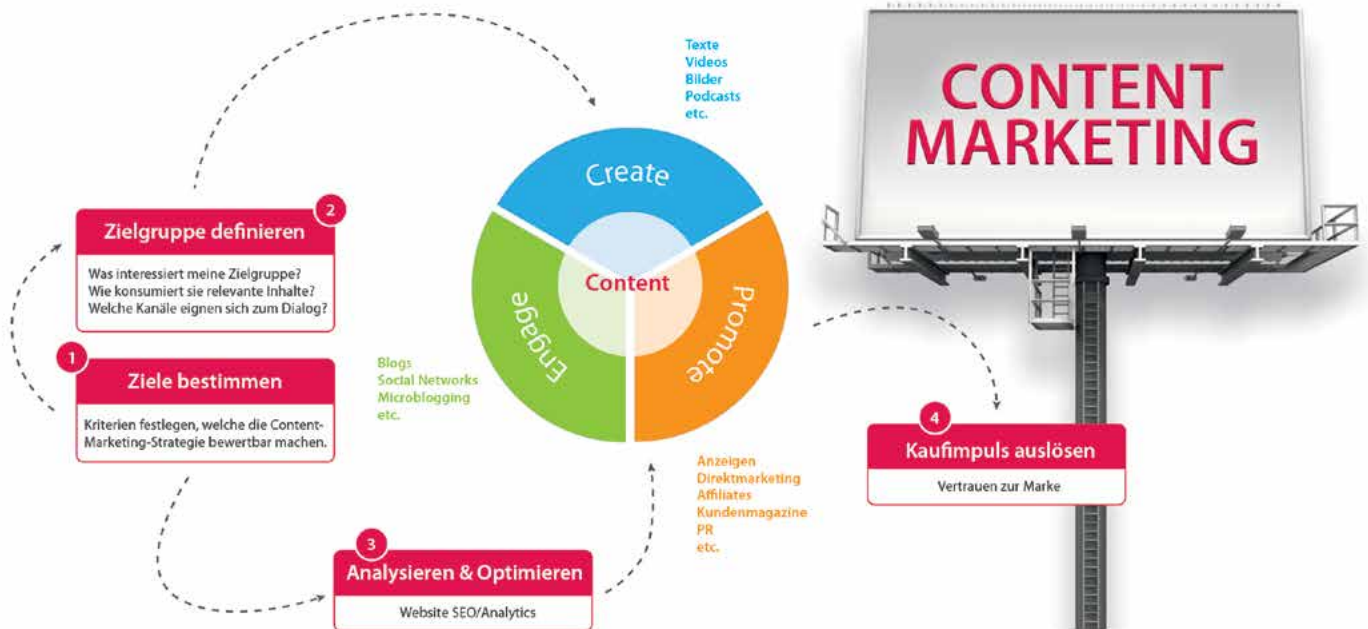 Texte
Videos
Bilder
Podcasts
etc.
CONTENT
MARKETING
Create
Promote
Engage
Content
2
Zielgruppe definieren
Was interessiert meine Zielgruppe?
Wie konsumiert sie relevante Inhalte?
Welche Kanäle eignen sich zum Dialog?
1
Ziele bestimmen
Kriterien festlegen, welche die Content-
Marketing-Strategie bewertbar machen.
Blogs
Social Networks
Microblogging
etc.
Anzeigen
Direktmarketing
Affiliates
Kundenmagazine
PR
etc.
3
Analysieren & Optimieren
Website SEO/Analytics
4
Kaufimpuls auslösen
Vertrauen zur Marke